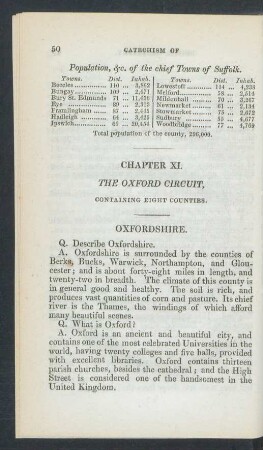 50 CATECHISM OF
Population, &c. of the chief Towns of Suffolk.
Towns. Dist. Inhab. Towns. Dist. Inhab.
Beccles 110 ... 3,862 Lowestoft 114 ... 4,238
Bungay 109 ... 3,571 Melford 58 ... 2,514
Bury St. Edmunds 71 ... Mildenhall 70 ... 3,267
Eye 89 ... 2,313 Newmarket 61 ... 2,134
Framlingham 87 ... Stowmarket 75 ... 2,672
Hadleigh 64 ... 3,425 Sudbury 55 ... 4,677
Ipswich 69 ... 20,454 Woodbridge 77 ... 4,769
Total population of the county, 296,000.
CHAPTER XI.
THE OXFORD CIRCUIT,
CONTAINING EIGHT COUNTIES.
OXFORDSHIRE.
Q. Describe Oxfordshire.
A. Oxfordshire is surrounded by the counties of
Berks, Bucks, Warwick, Northampton, and Glou-
cester; and is about forty-eight miles in length, and
twenty-two in breadth. The climate of this county is
in general good and healthy. The soil is rich, and
produces vast quantities of corn and pasture. Its chief
river is the Thames, the windings of which afford
many beautiful scenes.
Q. What is Oxford?
A. Oxford is an ancient and beautiful city, and
contains one of the most celebrated Universities in the
world, having twenty colleges and five halls, provided
with excellent libraries. Oxford contains thirteen
parish churches, besides the cathedral; and the High
Street is considered one of the handsomest in the
United Kingdom.